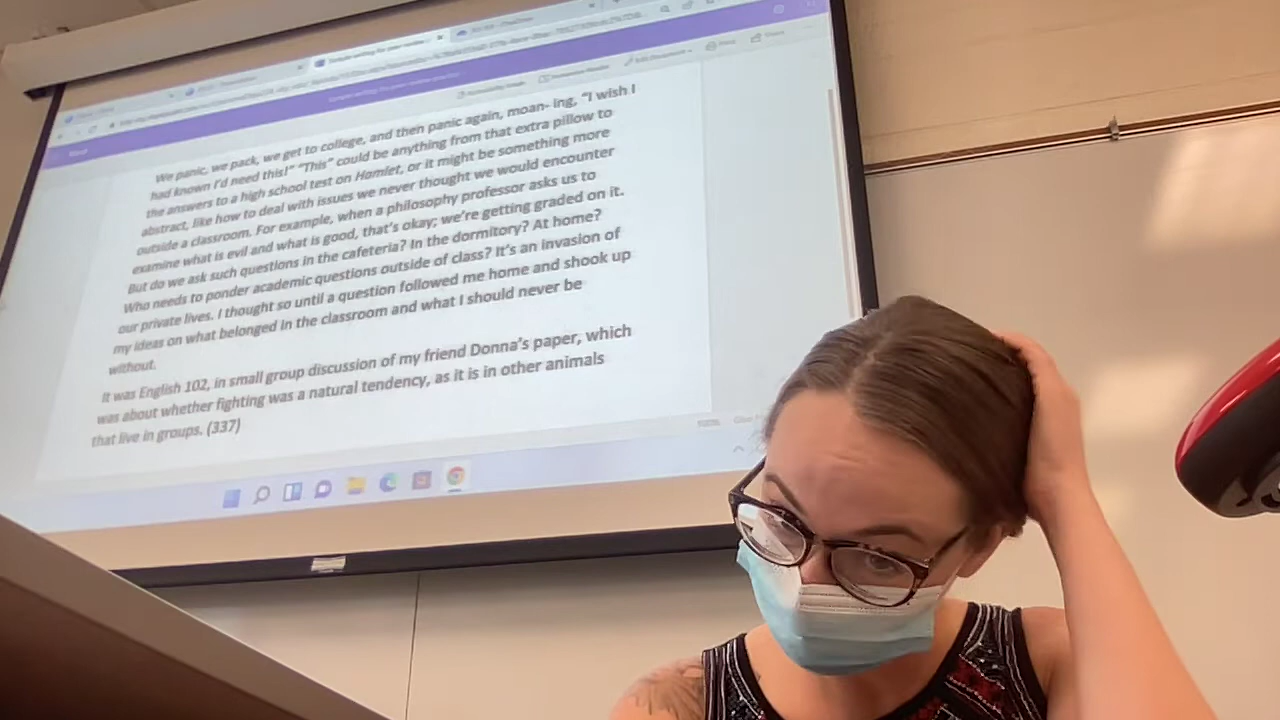 We panic, we pack, we get to college, and then panic again, moan- ing, "I wish I
had known I'd need this!" "This" could be anything from that extra pillow to
the answers to a high school test on Hamlet, or it might be something more
abstract, like how to deal with issues we never thought we would encounter
outside a classroom. For example, when a philosophy professor asks us to
examine what is evil and what is good, that's okay; we're getting graded on it.
But do we ask such questions in the cafeteria? In the dormitory? At home?
Who needs to ponder academic questions outside of class? It's an invasion of
our private lives. I thought so until a question followed me home and shook up
my ideas on what belonged in the classroom and what I should never be
without.
It was English 102, in small group discussion of my friend Donna's paper, which
was about whether fighting was a natural tendency, as it is in other animals
that live in groups. (337)